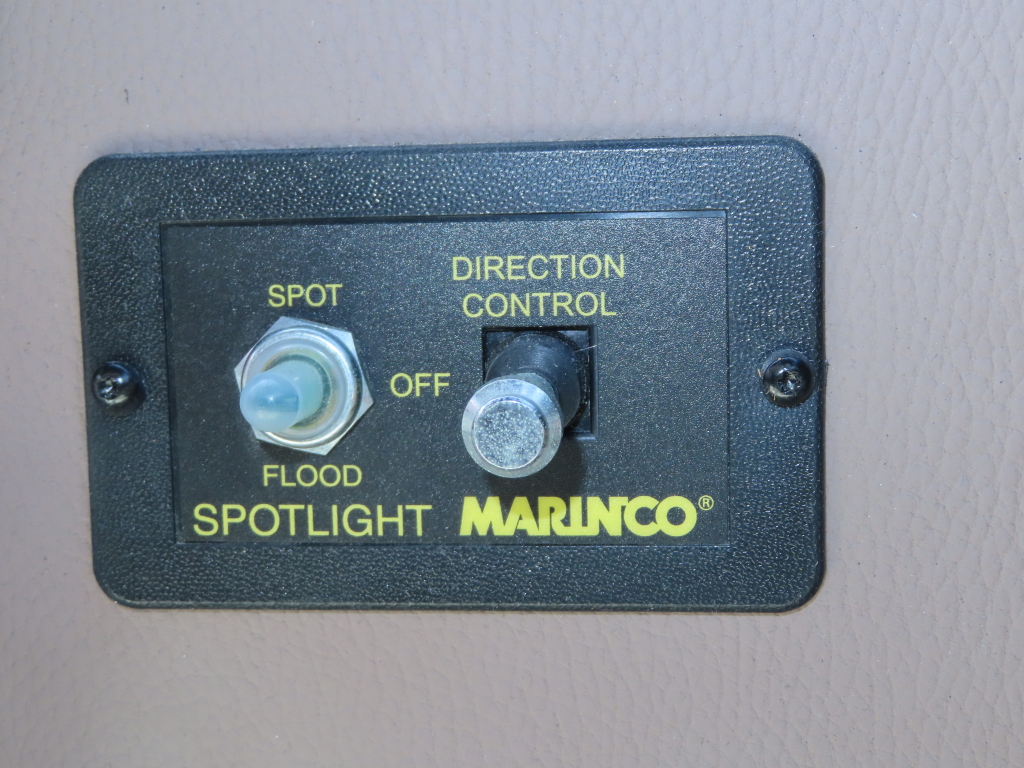 SPOT
OFF
FLOOD
SPOTLIGHT
DIRECTION
CONTROL
MARINCO®